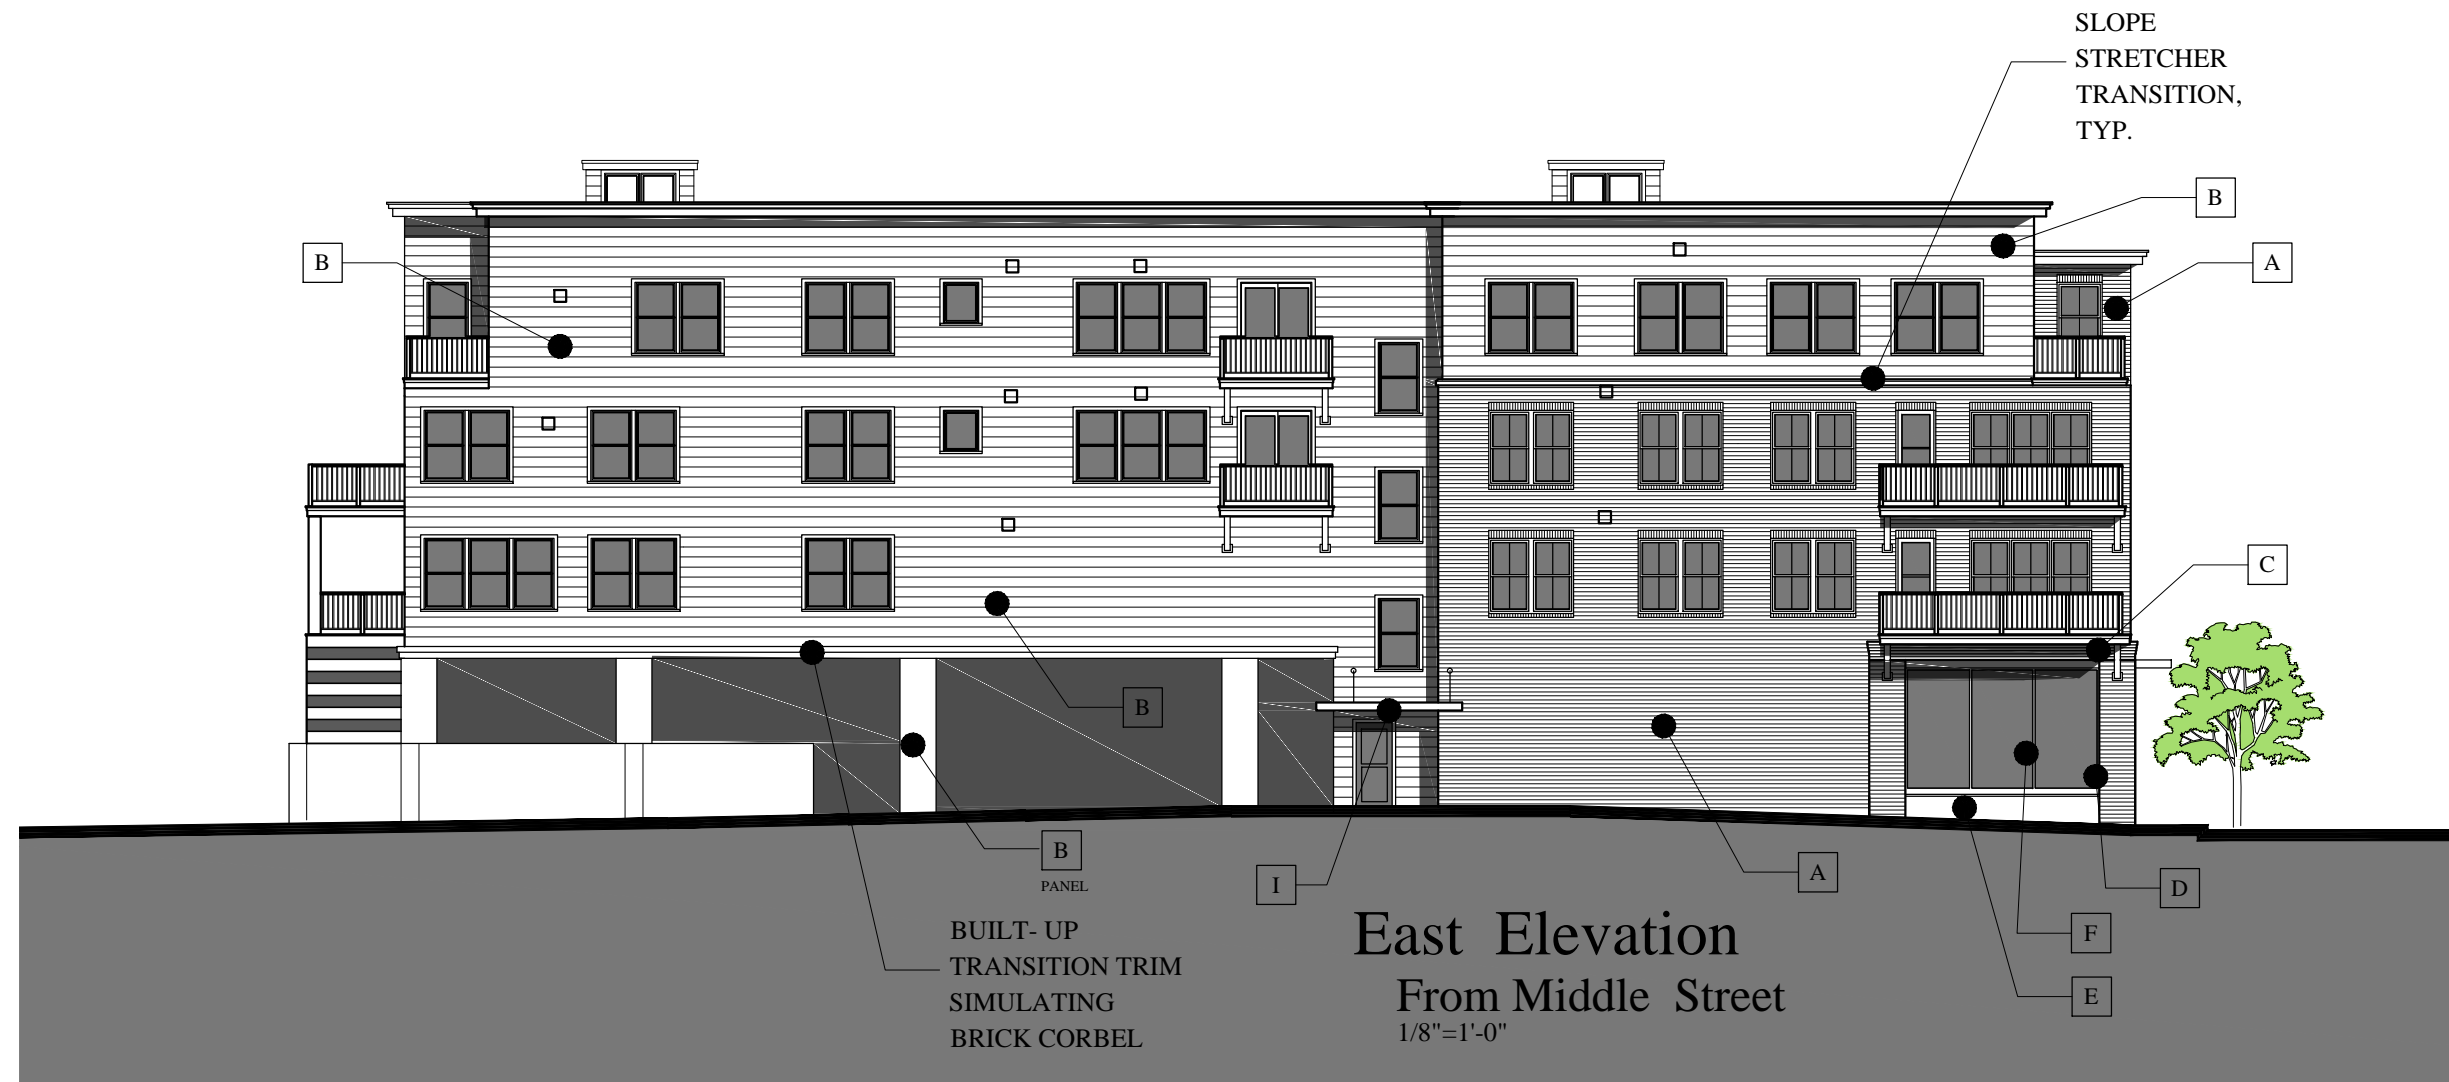 SLOPE
STRETCHER
TRANSITION,
TYP.
B
A
B
C
B
B
PANEL
I
A
D
F
E
BUILT- UP
TRANSITION TRIM
SIMULATING
BRICK CORBEL
East Elevation
From Middle Street
1/8"=1'-0"